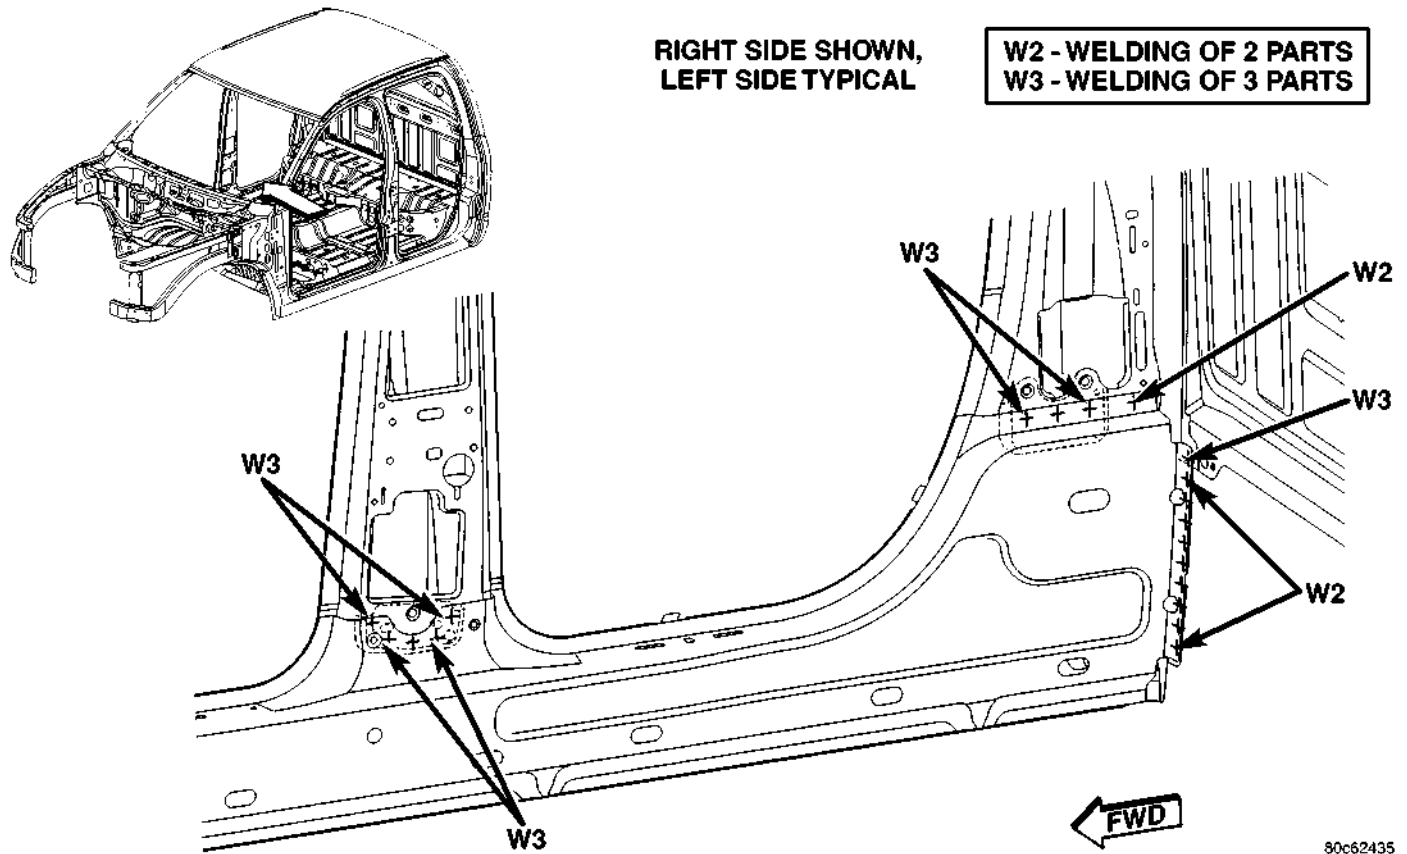 RIGHT SIDE SHOWN,
LEFT SIDE TYPICAL
W2 - WELDING OF 2 PARTS
W3 - WELDING OF 3 PARTS
W3
W2
W3
W3
W2
W3
FWD
80c62435